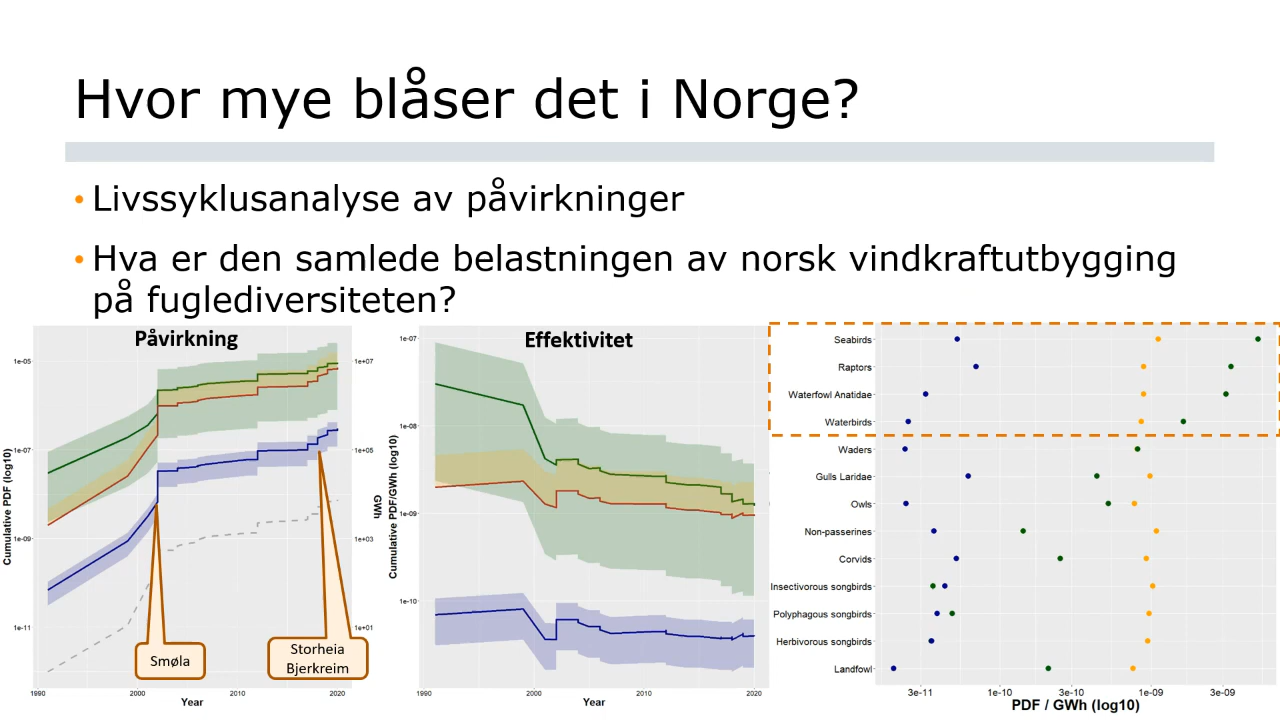 Hvor mye blåser det i Norge?
• Livssyklusanalyse av påvirkninger
• Hva er den samlede belastningen av norsk vindkraftutbygging
på fuglediversiteten?
Påvirkning
Cumulative PDF (log10)
1e-05
1e-07
1e-09
1e-11
1e+07
1e+05
1e+03
1e+01
GWh
Smøla
Storheia
Bjerkreim
1990
2000
2010
2020
Year
Effektivitet
Cumulative PDF/GWh (log10)
1e-07
1e-08
1e-09
1e-10
1990
2000
2010
2020
Year
Seabirds
Raptors
Waterfowl Anatidae
Waterbirds
Waders
Gulls Laridae
Owls
Non-passerines
Corvids
Insectivorous songbirds
Polyphagous songbirds
Herbivorous songbirds
Landfowl
3e-11
1e-10
3e-10
1e-09
3e-09
PDF / GWh (log10)